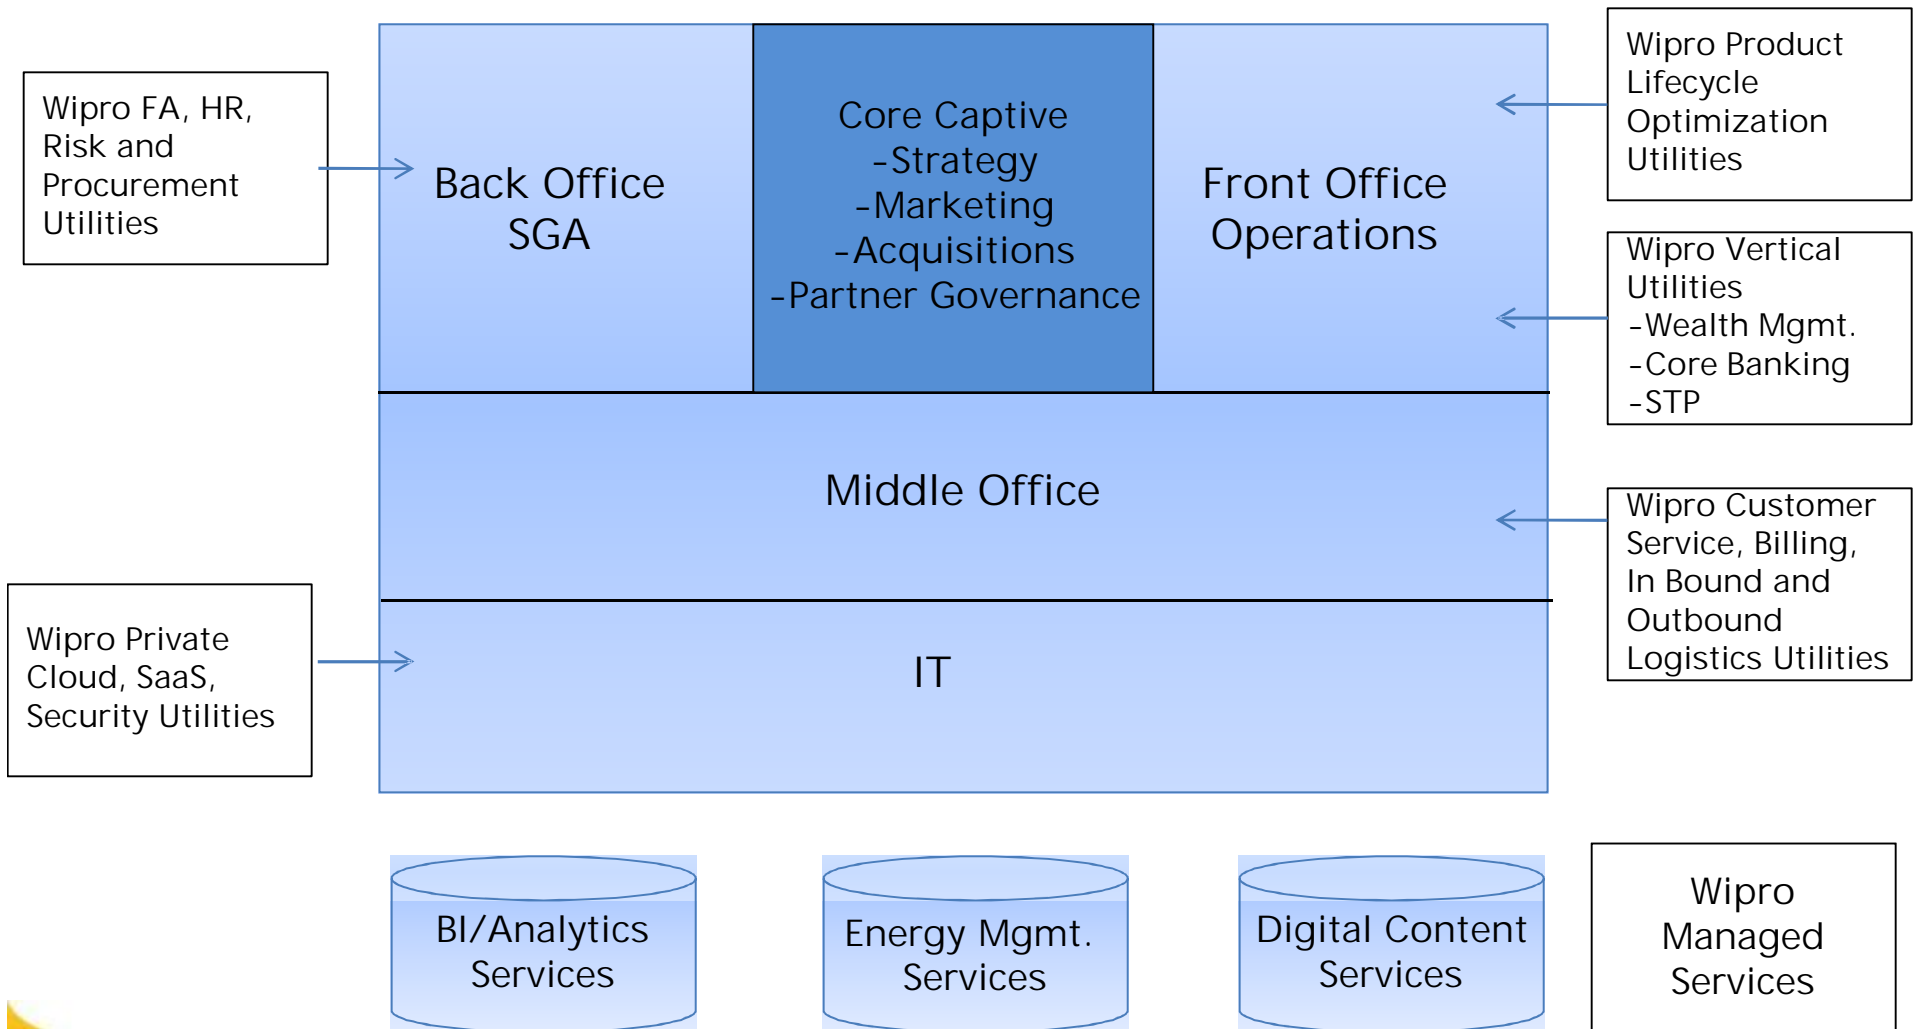 Wipro FA, HR,
Risk and
Procurement
Utilities
Back Office
SGA
Core Captive
-Strategy
-Marketing
-Acquisitions
-Partner Governance
Front Office
Operations
Wipro Product
Lifecycle
Optimization
Utilities
Wipro Vertical
Utilities
-Wealth Mgmt.
-Core Banking
-STP
Middle Office
Wipro Customer
Service, Billing,
In Bound and
Outbound
Logistics Utilities
Wipro Private
Cloud, SaaS,
Security Utilities
IT
BI/Analytics
Services
Energy Mgmt.
Services
Digital Content
Services
Wipro
Managed
Services